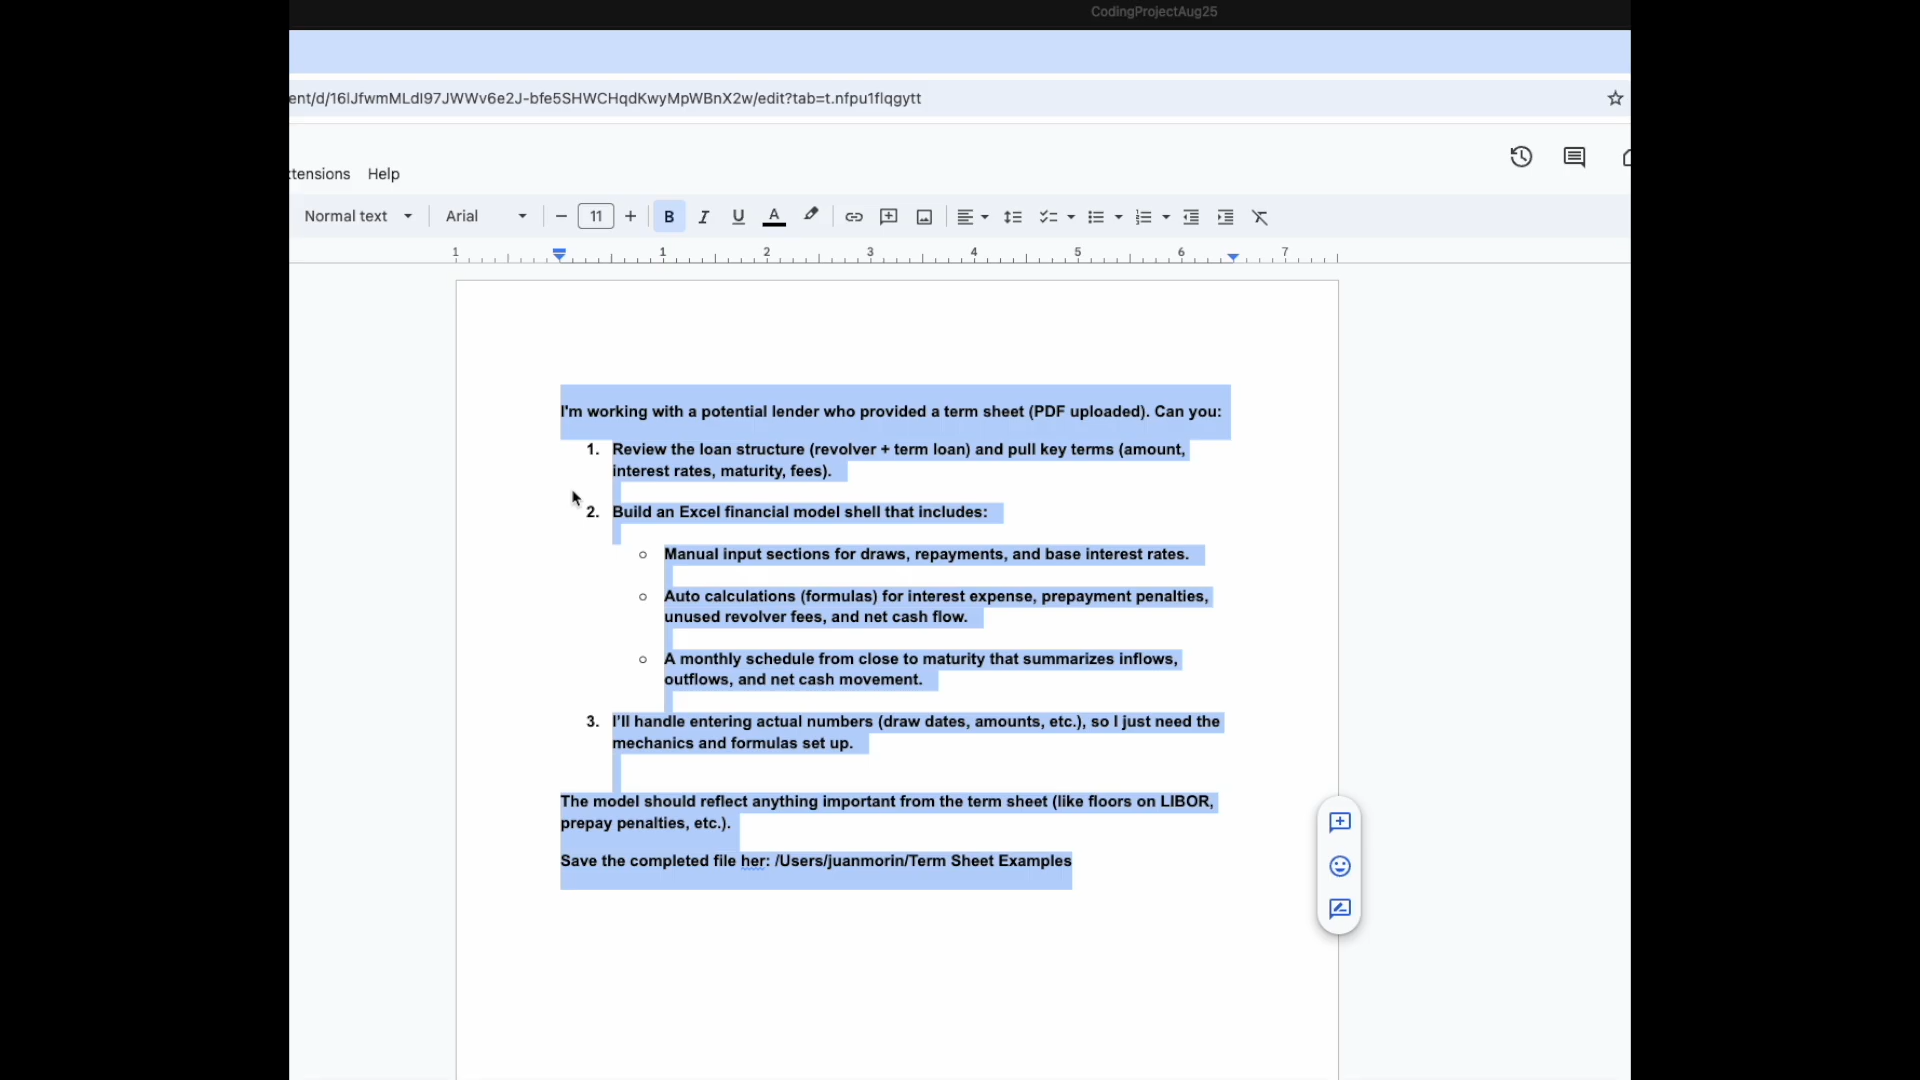 CodingProjectAug25
ent/d/16lJfwmMLdI97JWWv6e2J-bfe5SHWCHqdKwyMpWBnX2w/edit?tab=t.nfpu1flqgytt
xtensions Help
Normal text Arial 11 B I U A
1 1 2 3 4 5 6 7
I'm working with a potential lender who provided a term sheet (PDF uploaded). Can you:
1. Review the loan structure (revolver + term loan) and pull key terms (amount,
interest rates, maturity, fees).
2. Build an Excel financial model shell that includes:
○ Manual input sections for draws, repayments, and base interest rates.
○ Auto calculations (formulas) for interest expense, prepayment penalties,
unused revolver fees, and net cash flow.
○ A monthly schedule from close to maturity that summarizes inflows,
outflows, and net cash movement.
3. I'll handle entering actual numbers (draw dates, amounts, etc.), so I just need the
mechanics and formulas set up.
The model should reflect anything important from the term sheet (like floors on LIBOR,
prepay penalties, etc.).
Save the completed file her: /Users/juanmorin/Term Sheet Examples